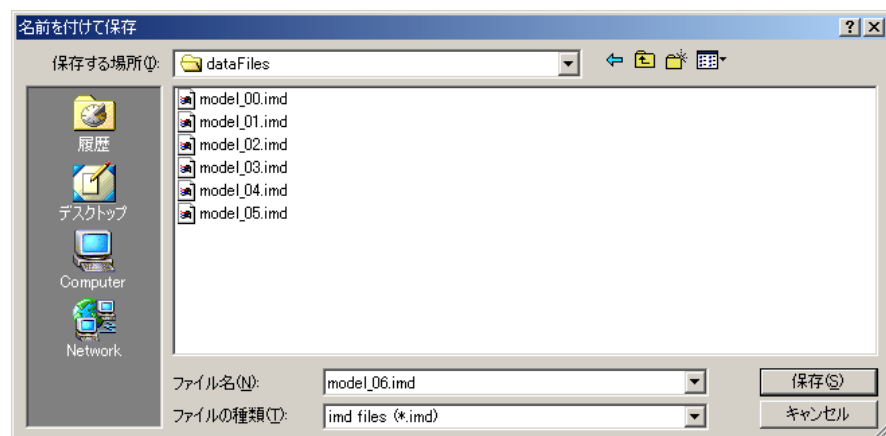 名前を付けて保存
保存する場所(I):
dataFiles
履歴
デスクトップ
Computer
Network
model_00.imd
model_01.imd
model_02.imd
model_03.imd
model_04.imd
model_05.imd
ファイル名(N):
model_06.imd
保存(S)
ファイルの種類(T):
imd files (*.imd)
キャンセル